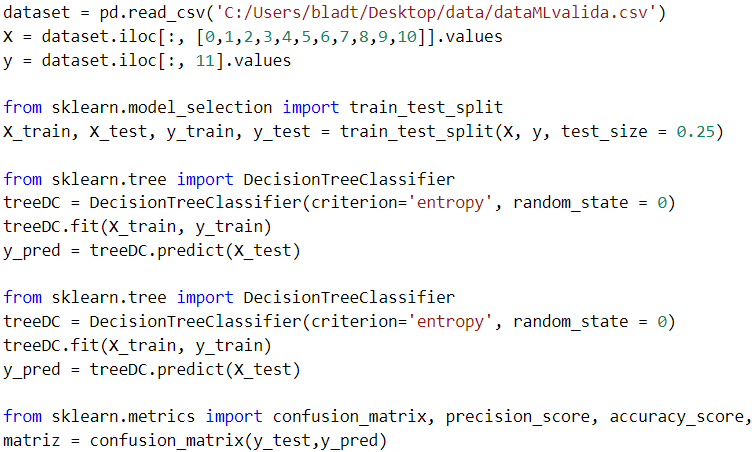 dataset = pd.read_csv('C:/Users/bladt/Desktop/data/dataMLvalida.csv')
X = dataset.iloc[:, [0,1,2,3,4,5,6,7,8,9,10]].values
y = dataset.iloc[:, 11].values
from sklearn.model_selection import train_test_split
X_train, X_test, y_train, y_test = train_test_split(X, y, test_size = 0.25)
from sklearn.tree import DecisionTreeClassifier
treeDC = DecisionTreeClassifier(criterion='entropy', random_state = 0)
treeDC.fit(X_train, y_train)
y_pred = treeDC.predict(X_test)
from sklearn.tree import DecisionTreeClassifier
treeDC = DecisionTreeClassifier(criterion='entropy', random_state = 0)
treeDC.fit(X_train, y_train)
y_pred = treeDC.predict(X_test)
from sklearn.metrics import confusion_matrix, precision_score, accuracy_score,
matriz = confusion_matrix(y_test,y_pred)